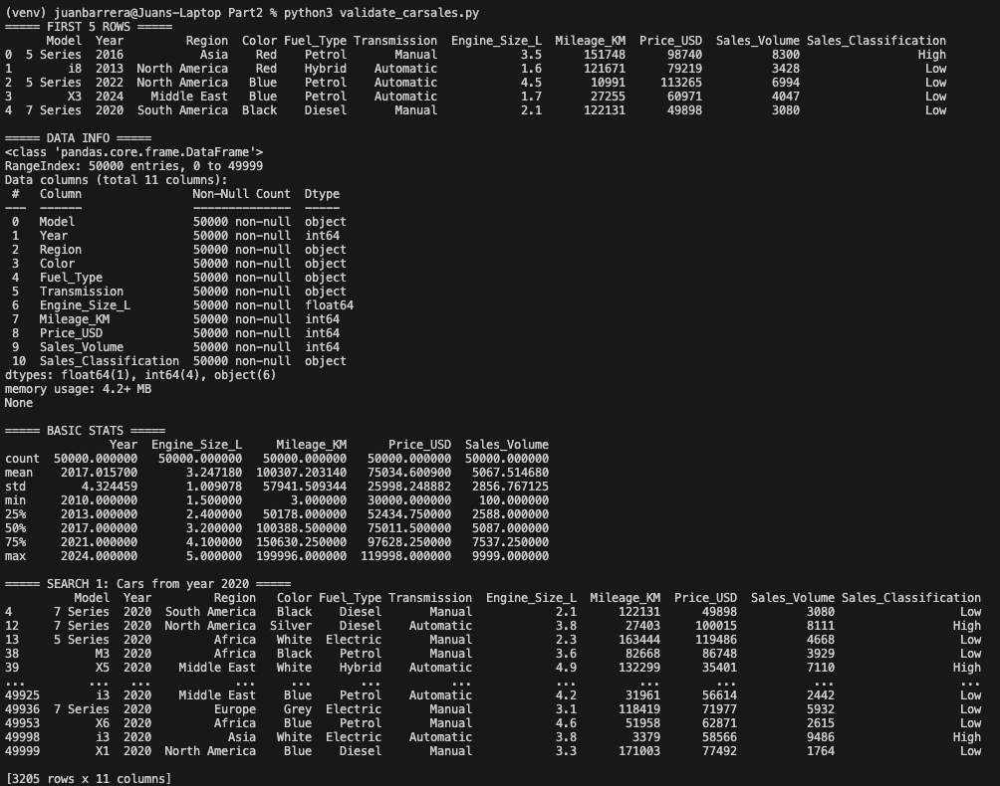 (venv) juanbarrera@Juans-Laptop Part2 % python3 validate_carsales.py
===== FIRST 5 ROWS =====
      Model  Year         Region  Color Fuel_Type Transmission  Engine_Size_L  Mileage_KM  Price_USD  Sales_Volume Sales_Classification
0  5 Series  2016           Asia    Red    Petrol       Manual            3.5      151748      98740          8300                 High
1        i8  2013  North America    Red    Hybrid    Automatic            1.6      121671      79219          3428                  Low
2  5 Series  2022  North America   Blue    Petrol    Automatic            4.5       10991     113265          6994                  Low
3        X3  2024    Middle East   Blue    Petrol    Automatic            1.7       27255      60971          4047                  Low
4  7 Series  2020  South America  Black    Diesel       Manual            2.1      122131      49898          3080                  Low

===== DATA INFO =====
<class 'pandas.core.frame.DataFrame'>
RangeIndex: 50000 entries, 0 to 49999
Data columns (total 11 columns):
 #   Column                Non-Null Count  Dtype
---  ------                --------------  -----
 0   Model                 50000 non-null  object
 1   Year                  50000 non-null  int64
 2   Region                50000 non-null  object
 3   Color                 50000 non-null  object
 4   Fuel_Type             50000 non-null  object
 5   Transmission          50000 non-null  object
 6   Engine_Size_L         50000 non-null  float64
 7   Mileage_KM            50000 non-null  int64
 8   Price_USD             50000 non-null  int64
 9   Sales_Volume          50000 non-null  int64
 10  Sales_Classification  50000 non-null  object
dtypes: float64(1), int64(4), object(6)
memory usage: 4.2+ MB
None

===== BASIC STATS =====
               Year  Engine_Size_L     Mileage_KM      Price_USD  Sales_Volume
count  50000.000000   50000.000000   50000.000000   50000.000000  50000.000000
mean    2017.015700       3.247180  100307.203140   75034.600900   5067.514680
std        4.324459       1.009078   57941.509344   25998.248882   2856.767125
min     2010.000000       1.500000       3.000000   30000.000000    100.000000
25%     2013.000000       2.400000   50178.000000   52434.750000   2588.000000
50%     2017.000000       3.200000  100388.500000   75011.500000   5087.000000
75%     2021.000000       4.100000  150630.250000   97628.250000   7537.250000
max     2024.000000       5.000000  199996.000000  119998.000000   9999.000000

===== SEARCH 1: Cars from year 2020 =====
          Model  Year         Region   Color Fuel_Type Transmission  Engine_Size_L  Mileage_KM  Price_USD  Sales_Volume Sales_Classification
4      7 Series  2020  South America   Black    Diesel       Manual            2.1      122131      49898          3080                  Low
12     7 Series  2020  North America  Silver    Diesel    Automatic            3.8       27403     100015          8111                 High
13     5 Series  2020         Africa   White  Electric       Manual            2.3      163444     119486          4668                  Low
38           M3  2020         Africa   Black    Petrol       Manual            3.6       82668      86748          3929                  Low
39           X5  2020    Middle East   White    Hybrid    Automatic            4.9      132299      35401          7110                 High
...         ...   ...            ...     ...       ...          ...            ...         ...        ...           ...                  ...
49925        i3  2020    Middle East    Blue    Petrol    Automatic            4.2       31961      56614          2442                  Low
49936  7 Series  2020         Europe    Grey  Electric       Manual            3.1      118419      71977          5932                  Low
49953        X6  2020         Africa    Blue    Petrol       Manual            4.6       51958      62871          2615                  Low
49998        i3  2020           Asia   White  Electric    Automatic            3.8        3379      58566          9486                 High
49999        X1  2020  North America    Blue    Diesel       Manual            3.3      171003      77492          1764                  Low

[3205 rows x 11 columns]